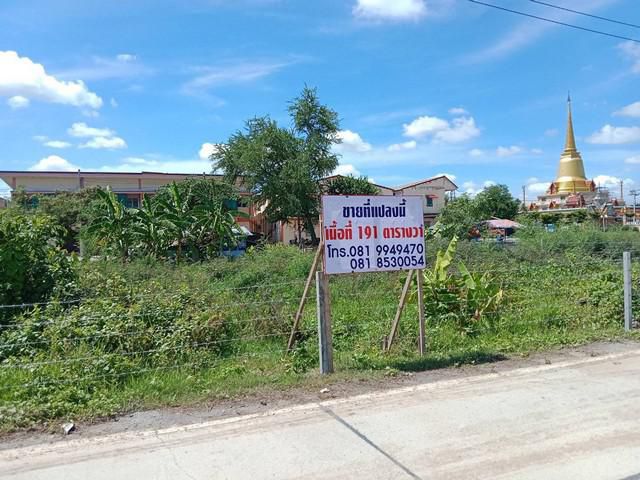 ขายที่แปลงนี้
เนื้อที่ 191 ตารางวา
โทร.081 9949470
081 8530054